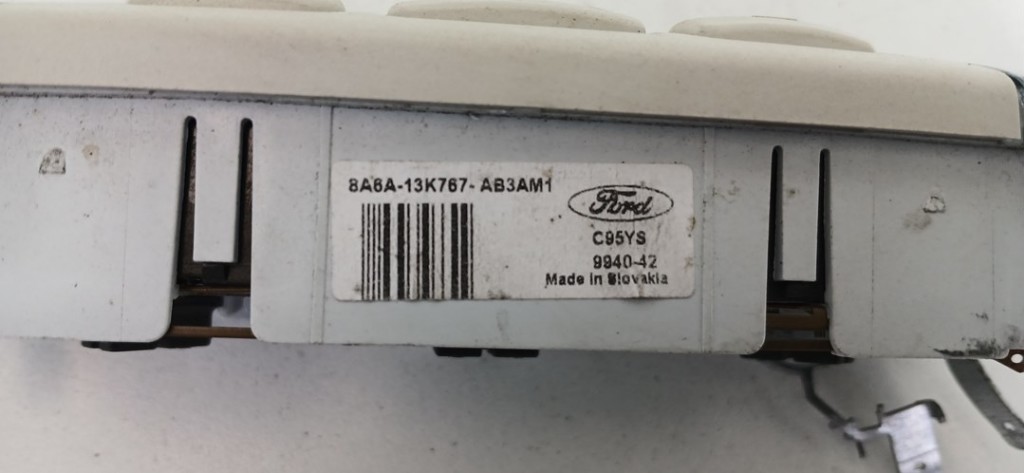 8A6A-13K767- AB3AM1
Ford
C95YS
9940-42
Made in Slovakia